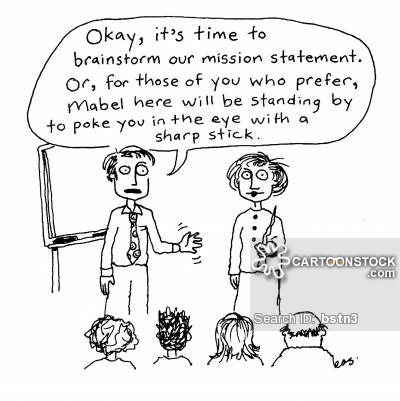 Okay, it's time to
brainstorm our mission statement.
Or, for those of you who prefer,
Mabel here will be standing by
to poke you in the eye with a
sharp stick.
CARTOONSTOCK
.com
Search ID: bstn3
eas.